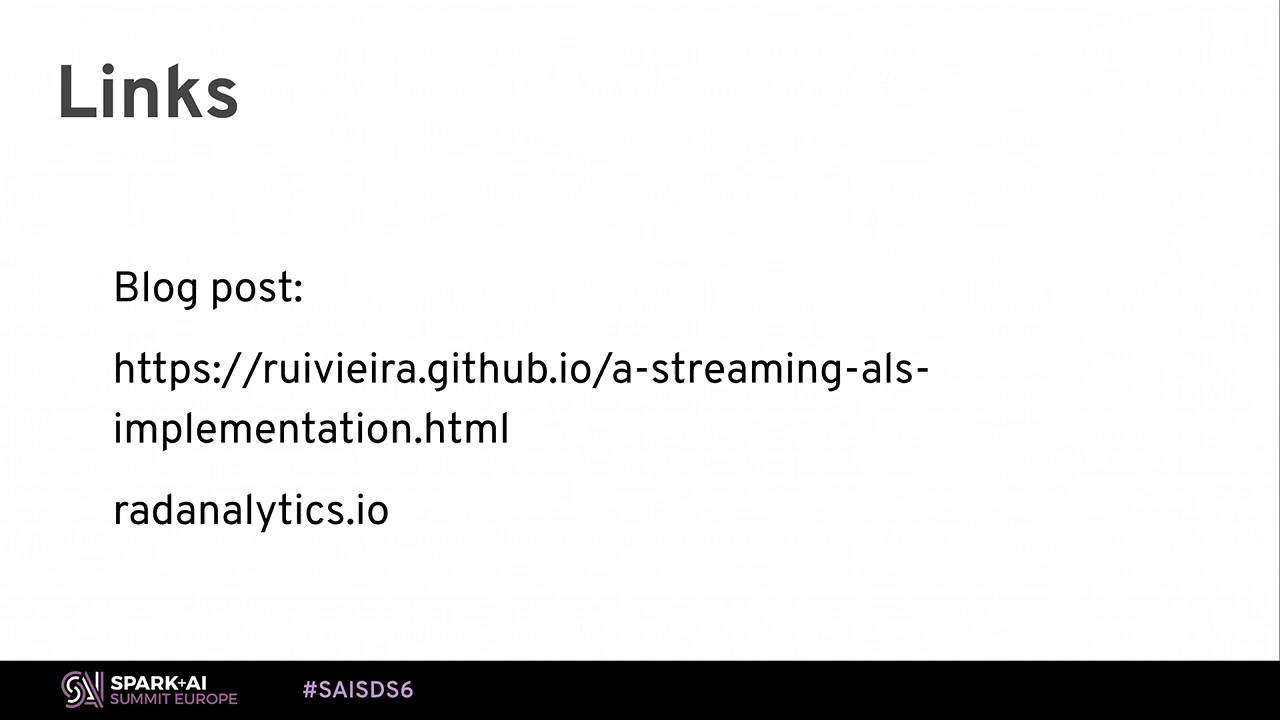 Links
Blog post:
https://ruivieira.github.io/a-streaming-als-
implementation.html
radanalytics.io
SPARK+AI
SUMMIT EUROPE
#SAISDS6